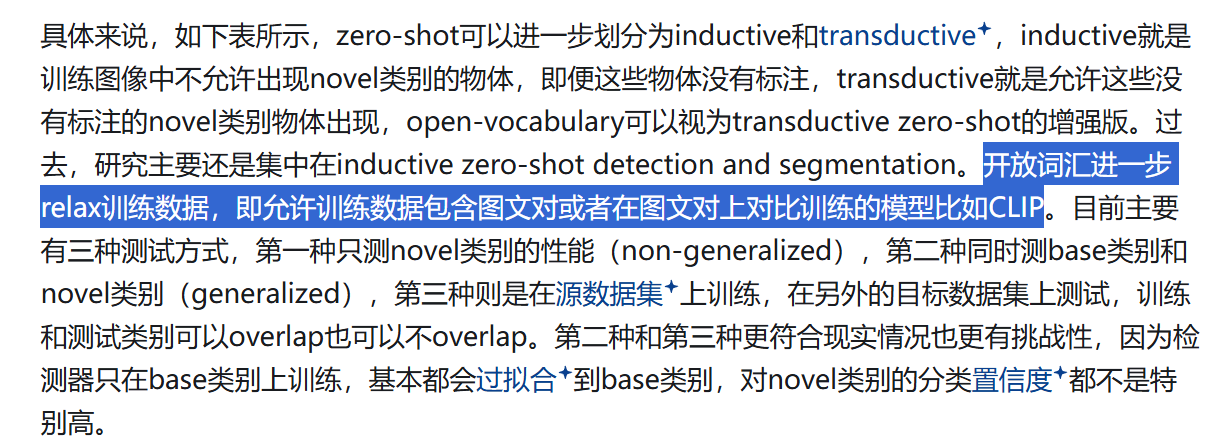 具体来说，如下表所示，zero-shot可以进一步划分为inductive和transductive，inductive就是
训练图像中不允许出现novel类别的物体，即便这些物体没有标注，transductive就是允许这些没
有标注的novel类别物体出现，open-vocabulary可以视为transductive zero-shot的增强版。过
去，研究主要还是集中在inductive zero-shot detection and segmentation。开放词汇进一步
relax训练数据，即允许训练数据包含图文对或者在图文对上对比训练的模型比如CLIP。目前主要
有三种测试方式，第一种只测novel类别的性能（non-generalized），第二种同时测base类别和
novel类别（generalized），第三种则是在源数据集上训练，在另外的目标数据集上测试，训练
和测试类别可以overlap也可以不overlap。第二种和第三种更符合现实情况也更有挑战性，因为检
测器只在base类别上训练，基本都会过拟合到base类别，对novel类别的分类置信度都不是特
别高。